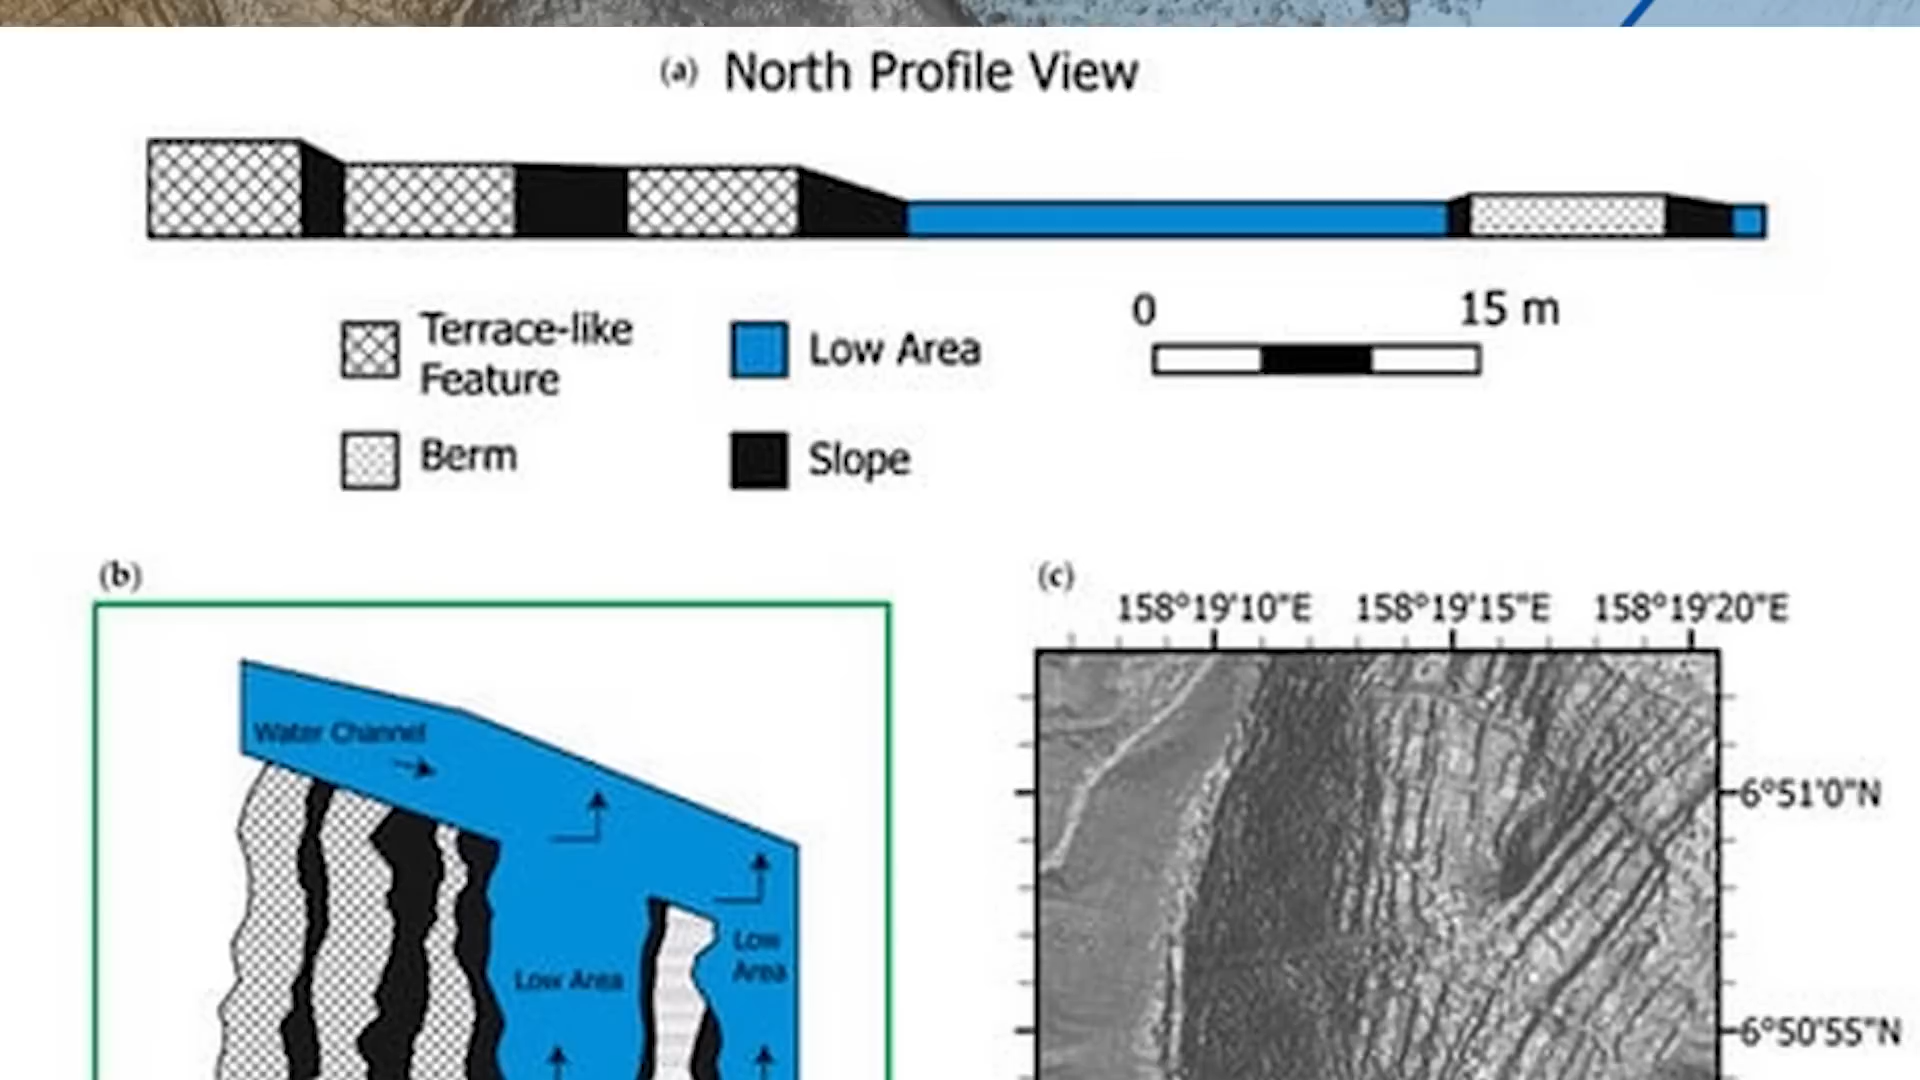 (a) North Profile View
0 15 m
Terrace-like
Feature
Low Area
Berm
Slope
(b)
Water Channel
Low Area
Low
Area
(c)
158°19'10"E 158°19'15"E 158°19'20"E
6°51'0"N
6°50'55"N